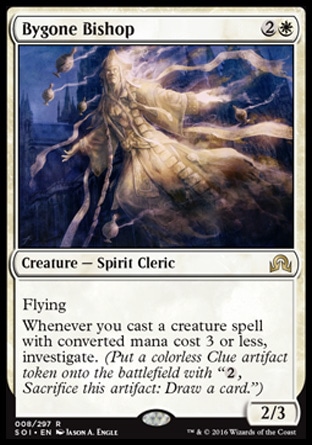 Bygone Bishop 2
Creature — Spirit Cleric
Flying
Whenever you cast a creature spell
with converted mana cost 3 or less,
investigate. (Put a colorless Clue artifact
token onto the battlefield with “2,
Sacrifice this artifact: Draw a card.”)
008/297 R
SOI • EN Jason A. Engle
2/3
™ & © 2016 Wizards of the Coast